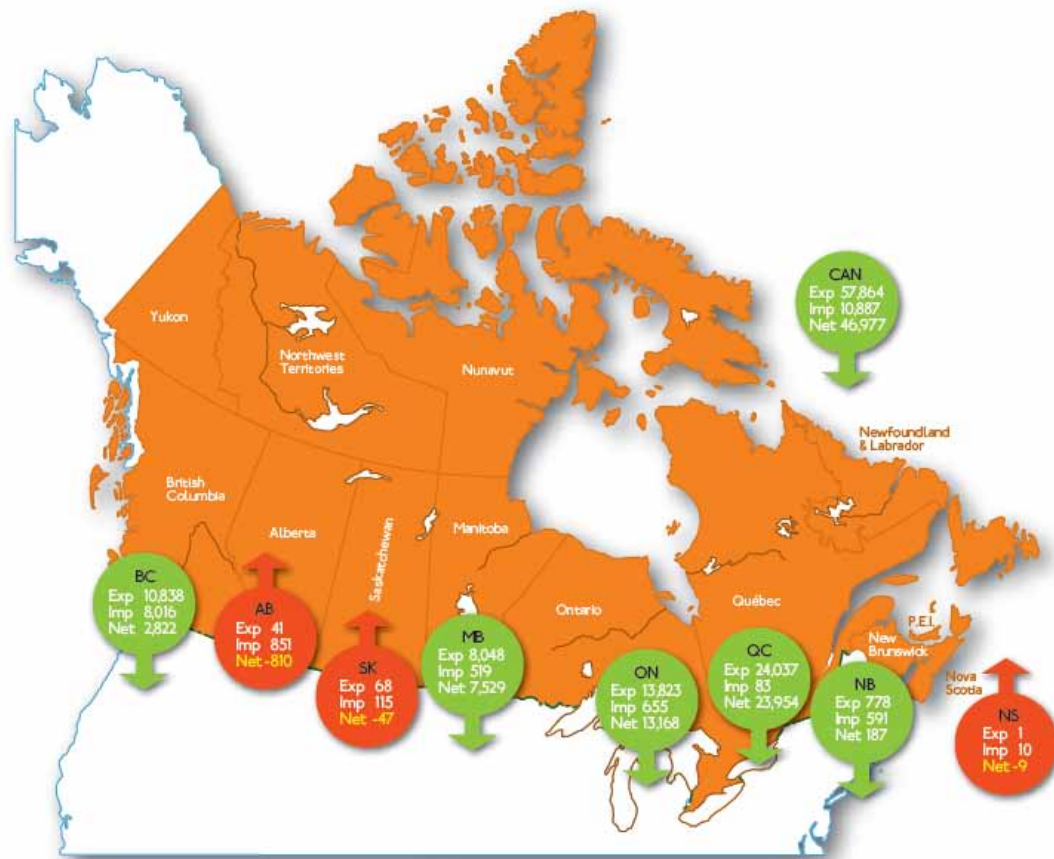 CAN
Exp 57,864
Imp 10,887
Net 46,977
Yukon
Northwest
Territories
Nunavut
Newfoundland
& Labrador
British
Columbia
Alberta
Saskatchewan
Manitoba
Ontario
Québec
P.E.I.
New
Brunswick
Nova
Scotia
BC
Exp 10,838
Imp 8,016
Net 2,822
AB
Exp 41
Imp 851
Net -810
SK
Exp 68
Imp 115
Net -47
MB
Exp 8,048
Imp 519
Net 7,529
ON
Exp 13,823
Imp 655
Net 13,168
QC
Exp 24,037
Imp 83
Net 23,954
NB
Exp 778
Imp 591
Net 187
NS
Exp 1
Imp 10
Net -9